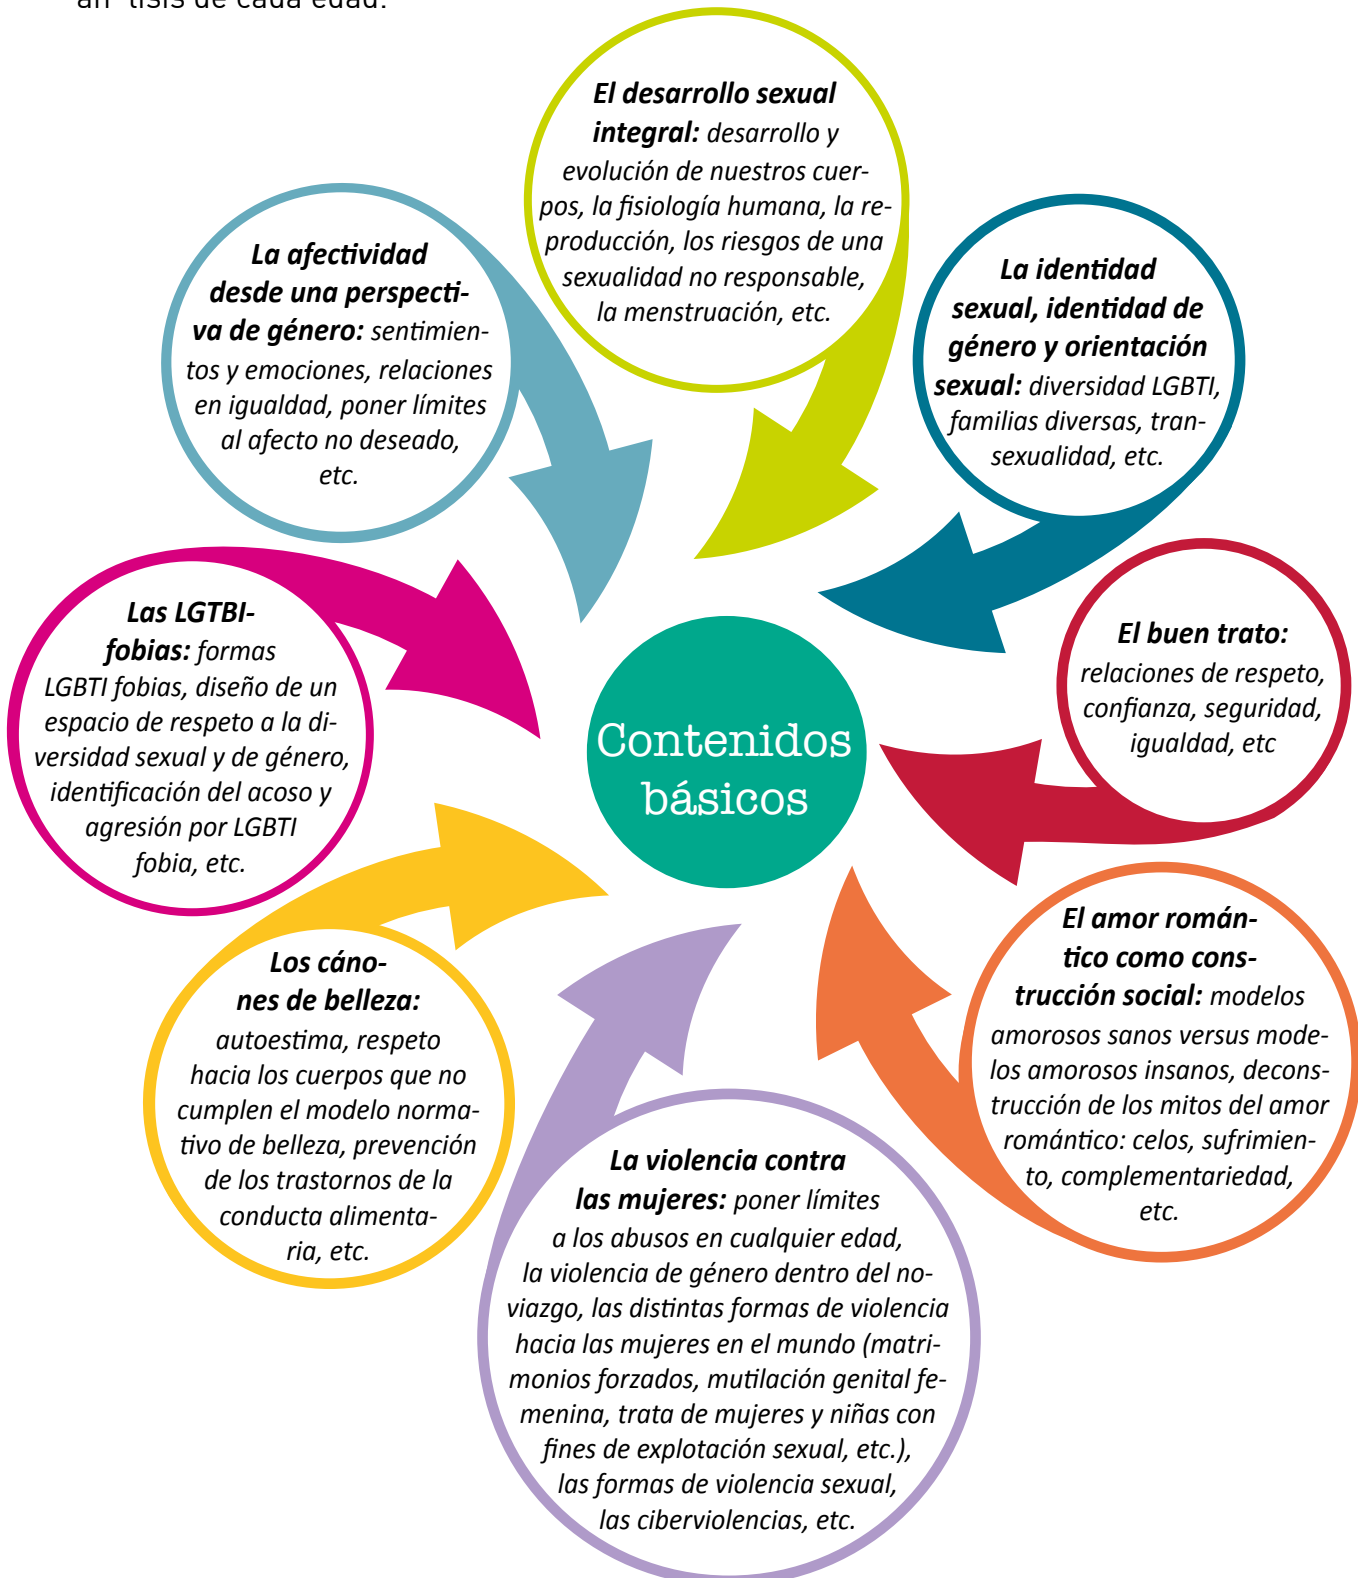 de cada edad.
El desarrollo sexual
integral: desarrollo y
evolución de nuestros cuer-
pos, la fisiología humana, la re-
producción, los riesgos de una
sexualidad no responsable,
la menstruación, etc.
La identidad
sexual, identidad de
género y orientación
sexual: diversidad LGBTI,
familias diversas, tran-
sexualidad, etc.
El buen trato:
relaciones de respeto,
confianza, seguridad,
igualdad, etc
El amor román-
tico como cons-
trucción social: modelos
amorosos sanos versus mode-
los amorosos insanos, decons-
trucción de los mitos del amor
romántico: celos, sufrimien-
to, complementariedad,
etc.
La violencia contra
las mujeres: poner límites
a los abusos en cualquier edad,
la violencia de género dentro del no-
viazgo, las distintas formas de violencia
hacia las mujeres en el mundo (matri-
monios forzados, mutilación genital fe-
menina, trata de mujeres y niñas con
fines de explotación sexual, etc.),
las formas de violencia sexual,
las ciberviolencias, etc.
Los cáno-
nes de belleza:
autoestima, respeto
hacia los cuerpos que no
cumplen el modelo norma-
tivo de belleza, prevención
de los trastornos de la
conducta alimenta-
ria, etc.
Las LGTBI-
fobias: formas
LGBTI fobias, diseño de un
espacio de respeto a la di-
versidad sexual y de género,
identificación del acoso y
agresión por LGBTI
fobia, etc.
La afectividad
desde una perspecti-
va de género: sentimien-
tos y emociones, relaciones
en igualdad, poner límites
al afecto no deseado,
etc.
Contenidos
básicos